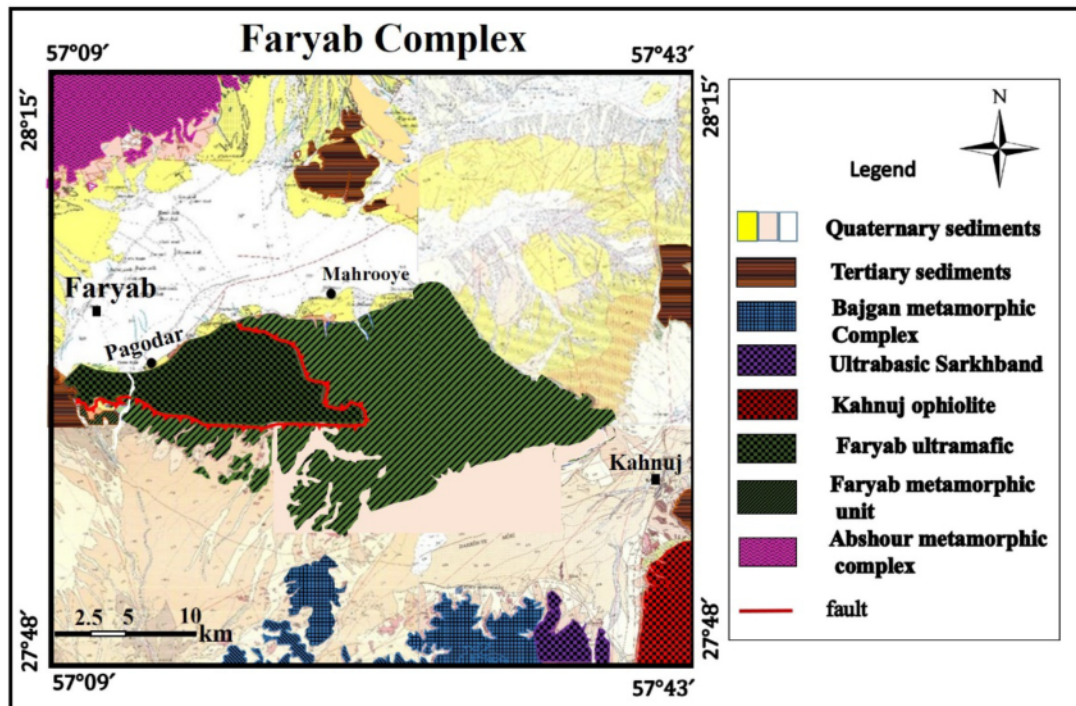 Faryab Complex
57°09′
57°43′
28°15′
28°15′
N
Legend
Quaternary sediments
Tertiary sediments
Bajgan metamorphic
Complex
Ultrabasic Sarkhband
Kahnuj ophiolite
Faryab ultramafic
Faryab metamorphic
unit
Abshour metamorphic
complex
fault
Mahrooye
Faryab
Pagodar
Kahnuj
2.5 5 10
km
27°48′
27°48′
57°09′
57°43′